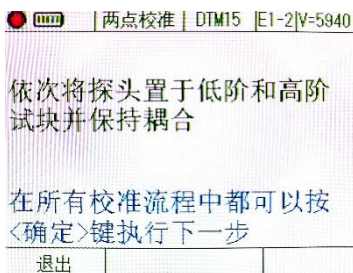 两点校准 DTM15 E1-2 V=5940
依次将探头置于低阶和高阶
试块并保持耦合
在所有校准流程中都可以按
<确定>键执行下一步
退出